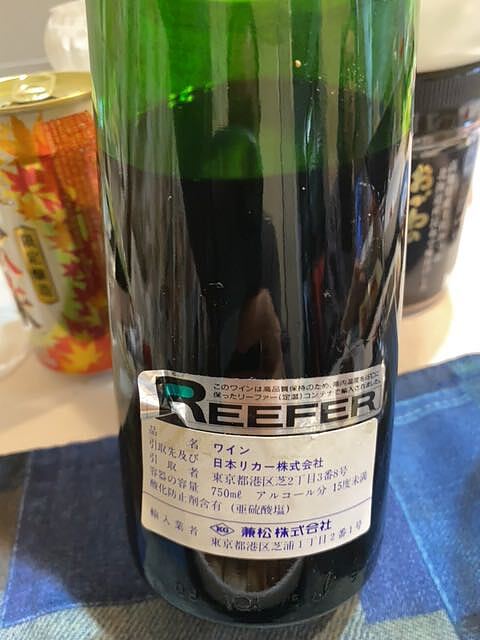 このワインは高品質保持のため、庫内温度を15℃に
保ったリーファー(定温)コンテナで輸入されました。
REEFER
品名 ワイン
引取先及び
引取者 日本リカー株式会社
東京都港区芝2丁目3番8号
容器の容量 750mℓ アルコール分 15度未満
酸化防止剤含有 (亜硫酸塩)
輸入業者 KG 兼松株式会社
東京都港区芝浦1丁目2番1号